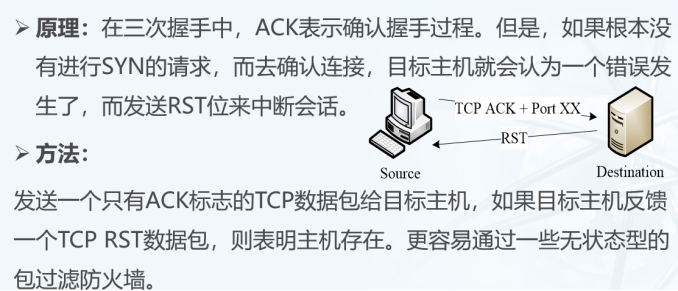 ➢ 原理：在三次握手中，ACK表示确认握手过程。但是，如果根本没
有进行SYN的请求，而去确认连接，目标主机就会认为一个错误发
生了，而发送RST位来中断会话。
TCP ACK + Port XX
RST
Source
Destination
➢ 方法：
发送一个只有ACK标志的TCP数据包给目标主机，如果目标主机反馈
一个TCP RST数据包，则表明主机存在。更容易通过一些无状态型的
包过滤防火墙。